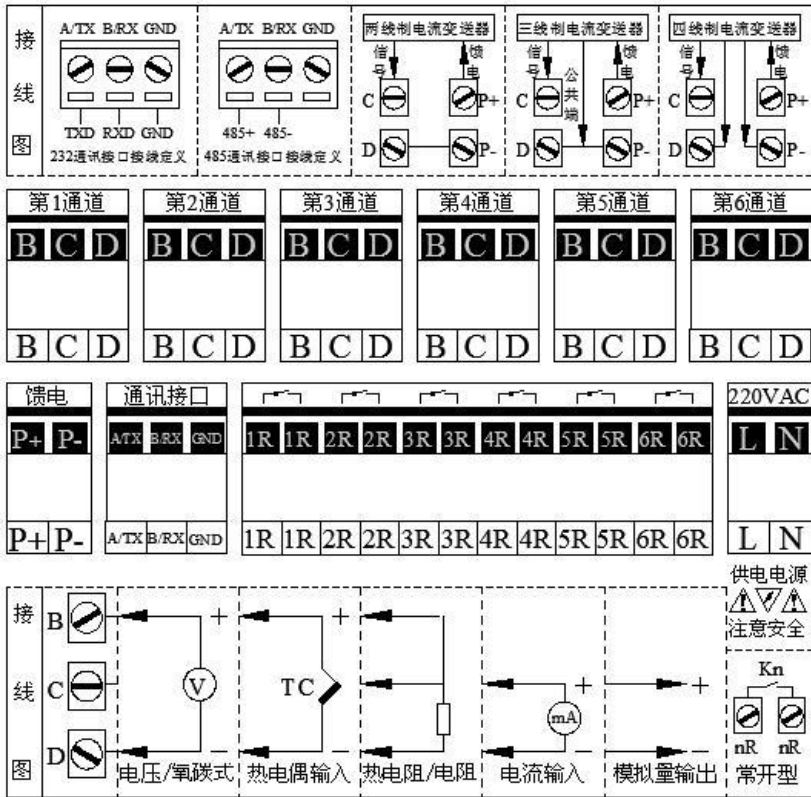 接线图
A/TX B/RX GND
TXD RXD GND
232通讯接口接线定义
A/TX B/RX GND
485+ 485-
485通讯接口接线定义
两线制电流变送器
信号 馈电
C P+
D P-
三线制电流变送器
信号 公共端 馈电
C P+
D P-
四线制电流变送器
信号 馈电
C P+
D P-
第1通道 第2通道 第3通道 第4通道 第5通道 第6通道
B C D B C D B C D B C D B C D B C D
B C D B C D B C D B C D B C D B C D
馈电 通讯接口 220VAC
P+ P- A/TX B/RX GND 1R 1R 2R 2R 3R 3R 4R 4R 5R 5R 6R 6R L N
P+ P- A/TX B/RX GND 1R 1R 2R 2R 3R 3R 4R 4R 5R 5R 6R 6R L N
供电电源
注意安全
接线图
B + +
C V TC + +
D mA
- - - -
电压/氧碳式 热电偶输入 热电阻/电阻 电流输入 模拟量输出
Kn
nR nR
常开型